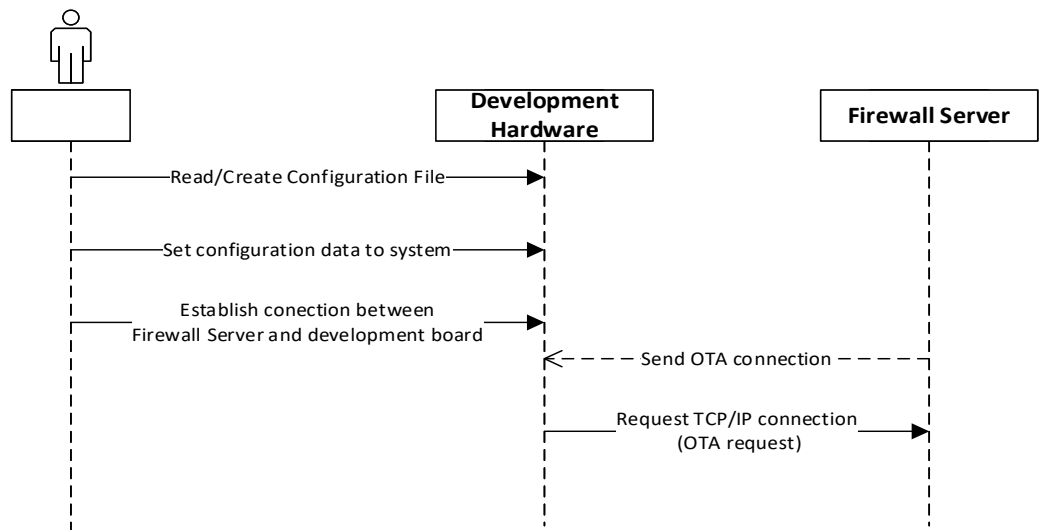 Development
Hardware
Firewall Server
Read/Create Configuration File
Set configuration data to system
Establish conection between
Firewall Server and development board
Send OTA connection
Request TCP/IP connection
(OTA request)